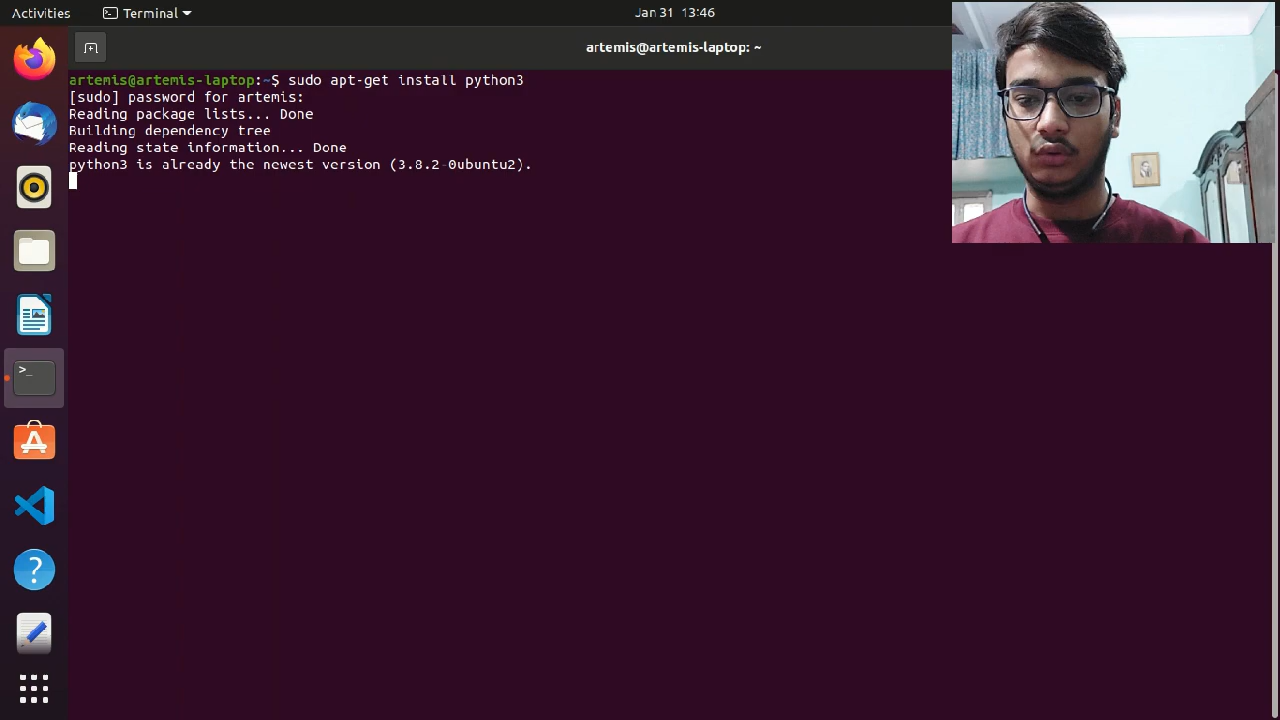 Activities
Terminal
Jan 31 13:46
artemis@artemis-laptop: ~
artemis@artemis-laptop:~$ sudo apt-get install python3
[sudo] password for artemis:
Reading package lists... Done
Building dependency tree
Reading state information... Done
python3 is already the newest version (3.8.2-0ubuntu2).